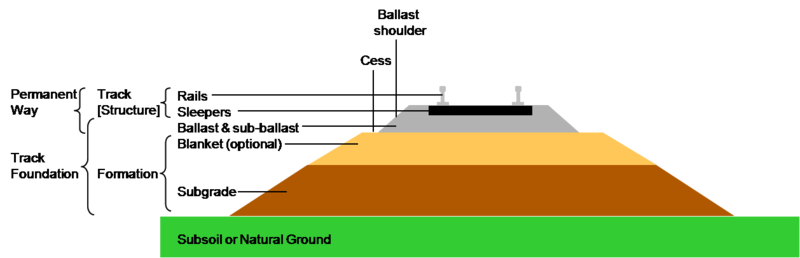 Ballast
shoulder
Cess
Permanent
Way
Track
[Structure]
Rails
Sleepers
Ballast & sub-ballast
Blanket (optional)
Track
Foundation
Formation
Subgrade
Subsoil or Natural Ground